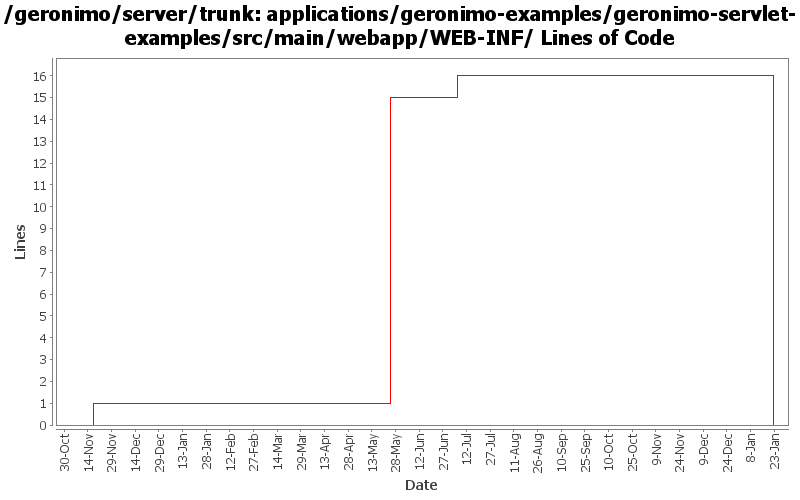 /geronimo/server/trunk: applications/geronimo-examples/geronimo-servlet-
examples/src/main/webapp/WEB-INF/ Lines of Code
Lines
16
15
14
13
12
11
10
9
8
7
6
5
4
3
2
1
0
30-Oct
14-Nov
29-Nov
14-Dec
29-Dec
13-Jan
28-Jan
12-Feb
27-Feb
14-Mar
29-Mar
13-Apr
28-Apr
13-May
28-May
12-Jun
27-Jun
12-Jul
27-Jul
11-Aug
26-Aug
10-Sep
25-Sep
10-Oct
25-Oct
9-Nov
24-Nov
9-Dec
24-Dec
8-Jan
23-Jan
Date